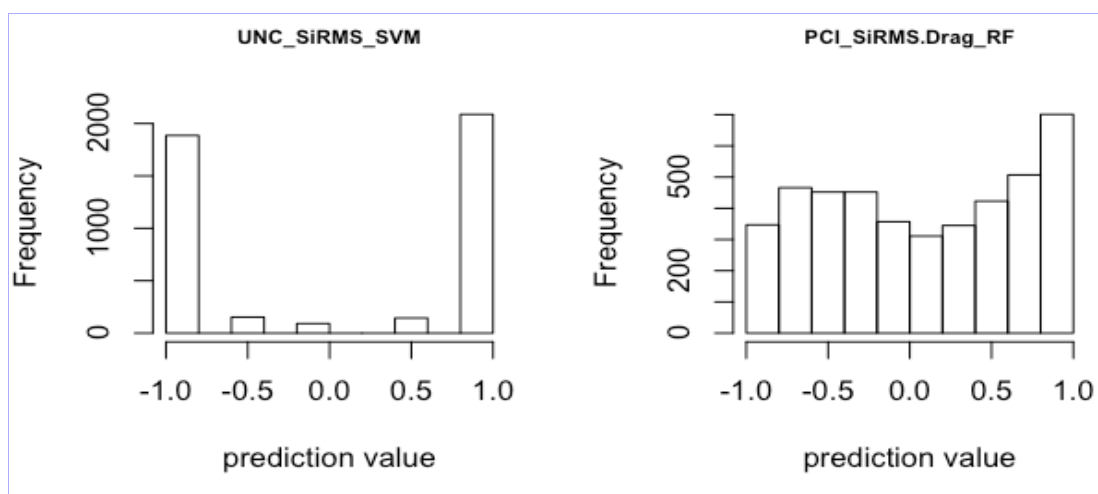 UNC_SiRMS_SVM
Frequency
0
1000
2000
-1.0
-0.5
0.0
0.5
1.0
prediction value
PCI_SiRMS.Drag_RF
Frequency
0
200
500
-1.0
-0.5
0.0
0.5
1.0
prediction value